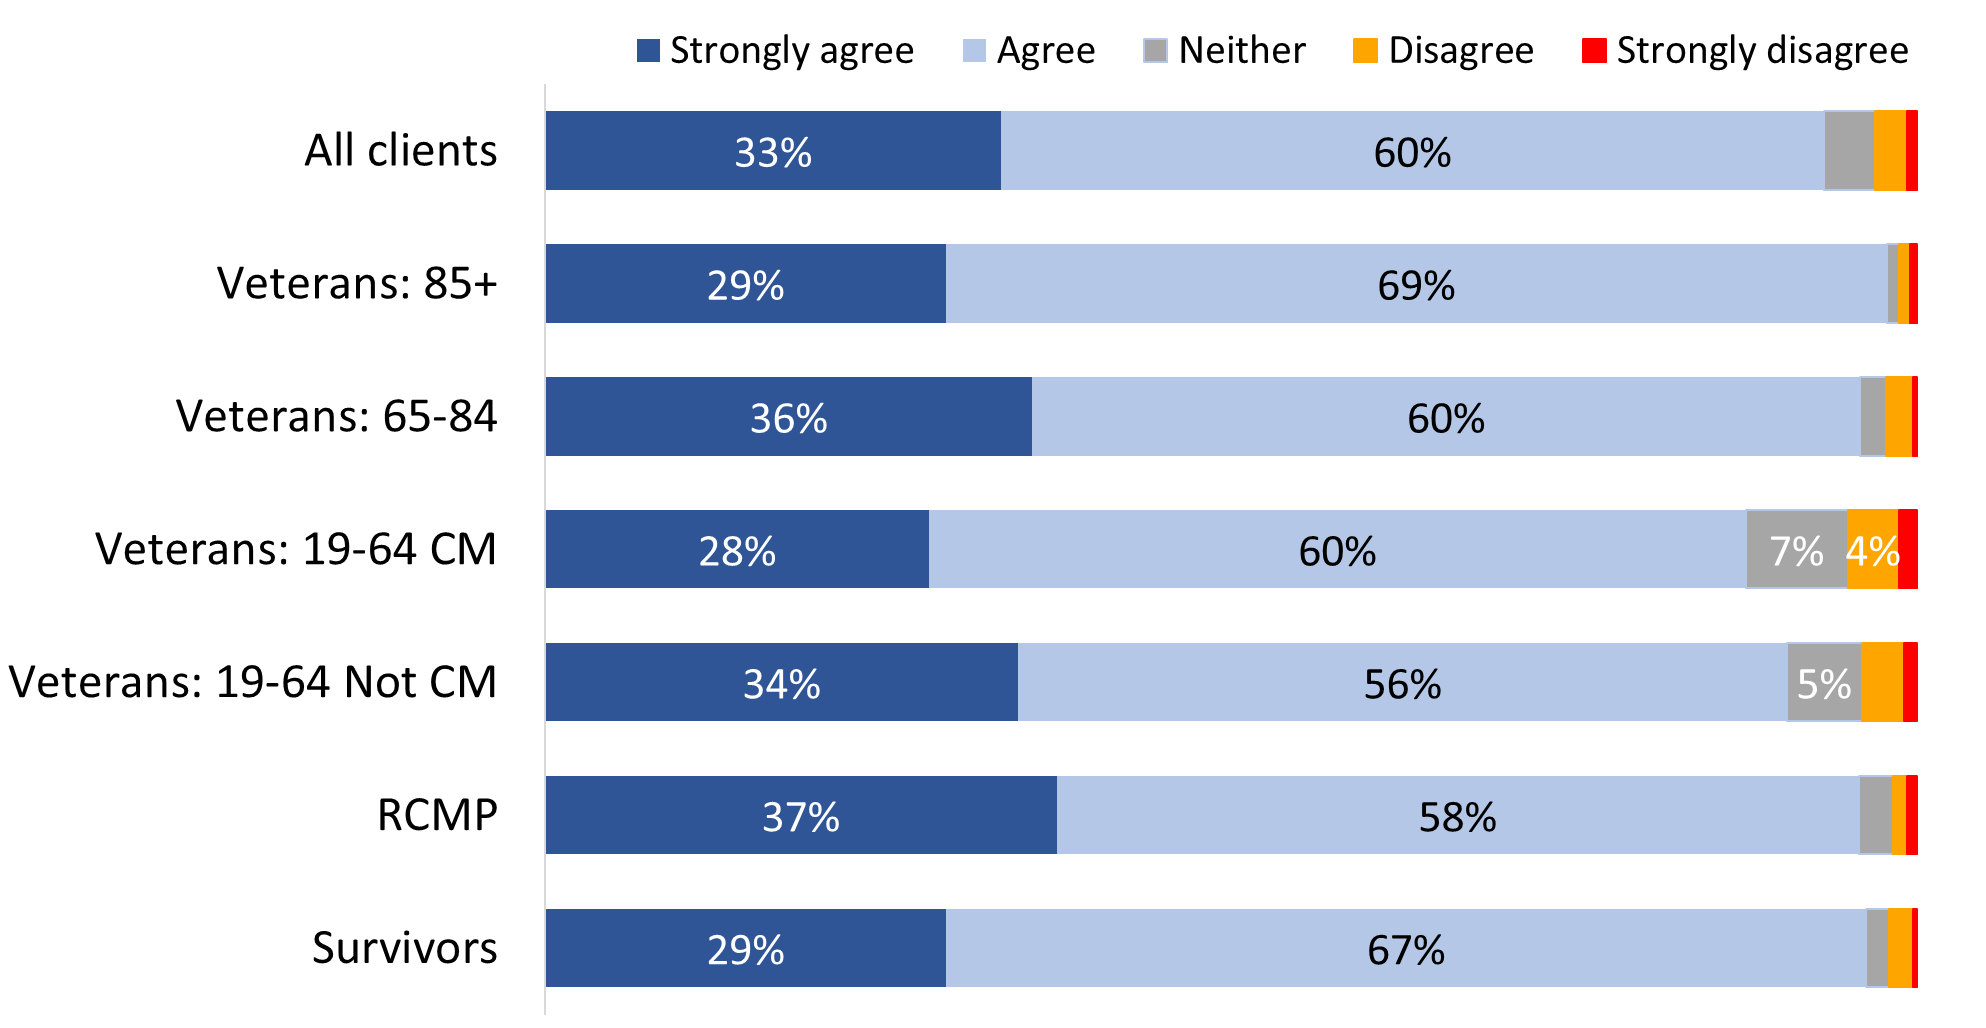 Strongly agree Agree Neither Disagree Strongly disagree
All clients 33% 60%
Veterans: 85+ 29% 69%
Veterans: 65-84 36% 60%
Veterans: 19-64 CM 28% 60% 7% 4%
Veterans: 19-64 Not CM 34% 56% 5%
RCMP 37% 58%
Survivors 29% 67%